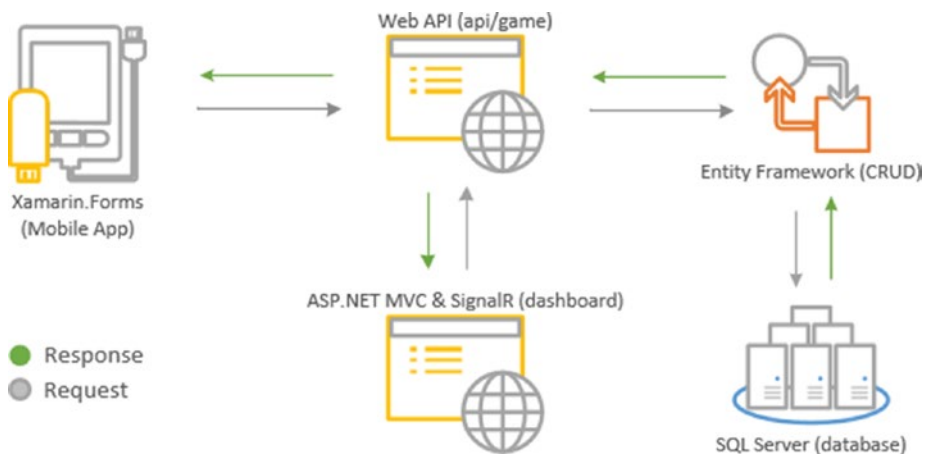 Web API (api/game)
Xamarin.Forms
(Mobile App)
Entity Framework (CRUD)
ASP.NET MVC & SignalR (dashboard)
Response
Request
SQL Server (database)